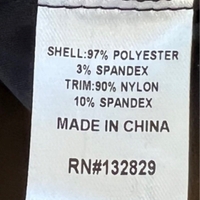 SHELL:97% POLYESTER
3% SPANDEX
TRIM:90% NYLON
10% SPANDEX
MADE IN CHINA
RN#132829